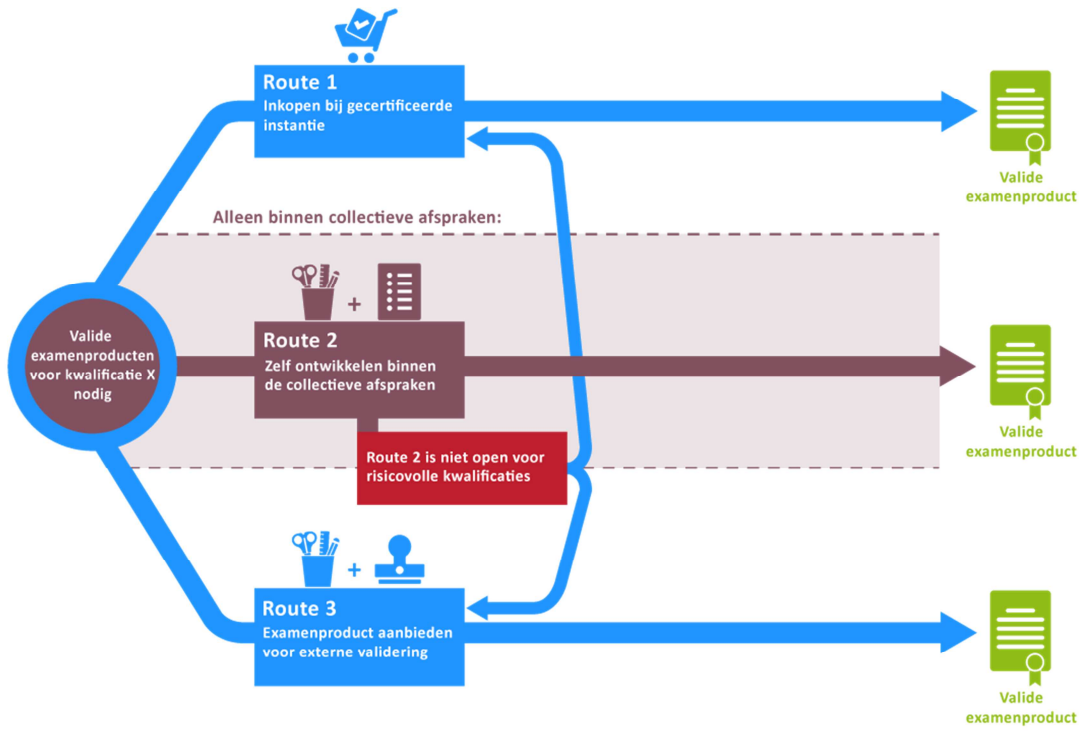 Route 1
Inkopen bij gecertificeerde
instantie
Valide
examenproduct
Alleen binnen collectieve afspraken:
Valide
examenproducten
voor kwalificatie X
nodig
+
Route 2
Zelf ontwikkelen binnen
de collectieve afspraken
Valide
examenproduct
Route 2 is niet open voor
risicovolle kwalificaties
+
Route 3
Examenproduct aanbieden
voor externe validering
Valide
examenproduct